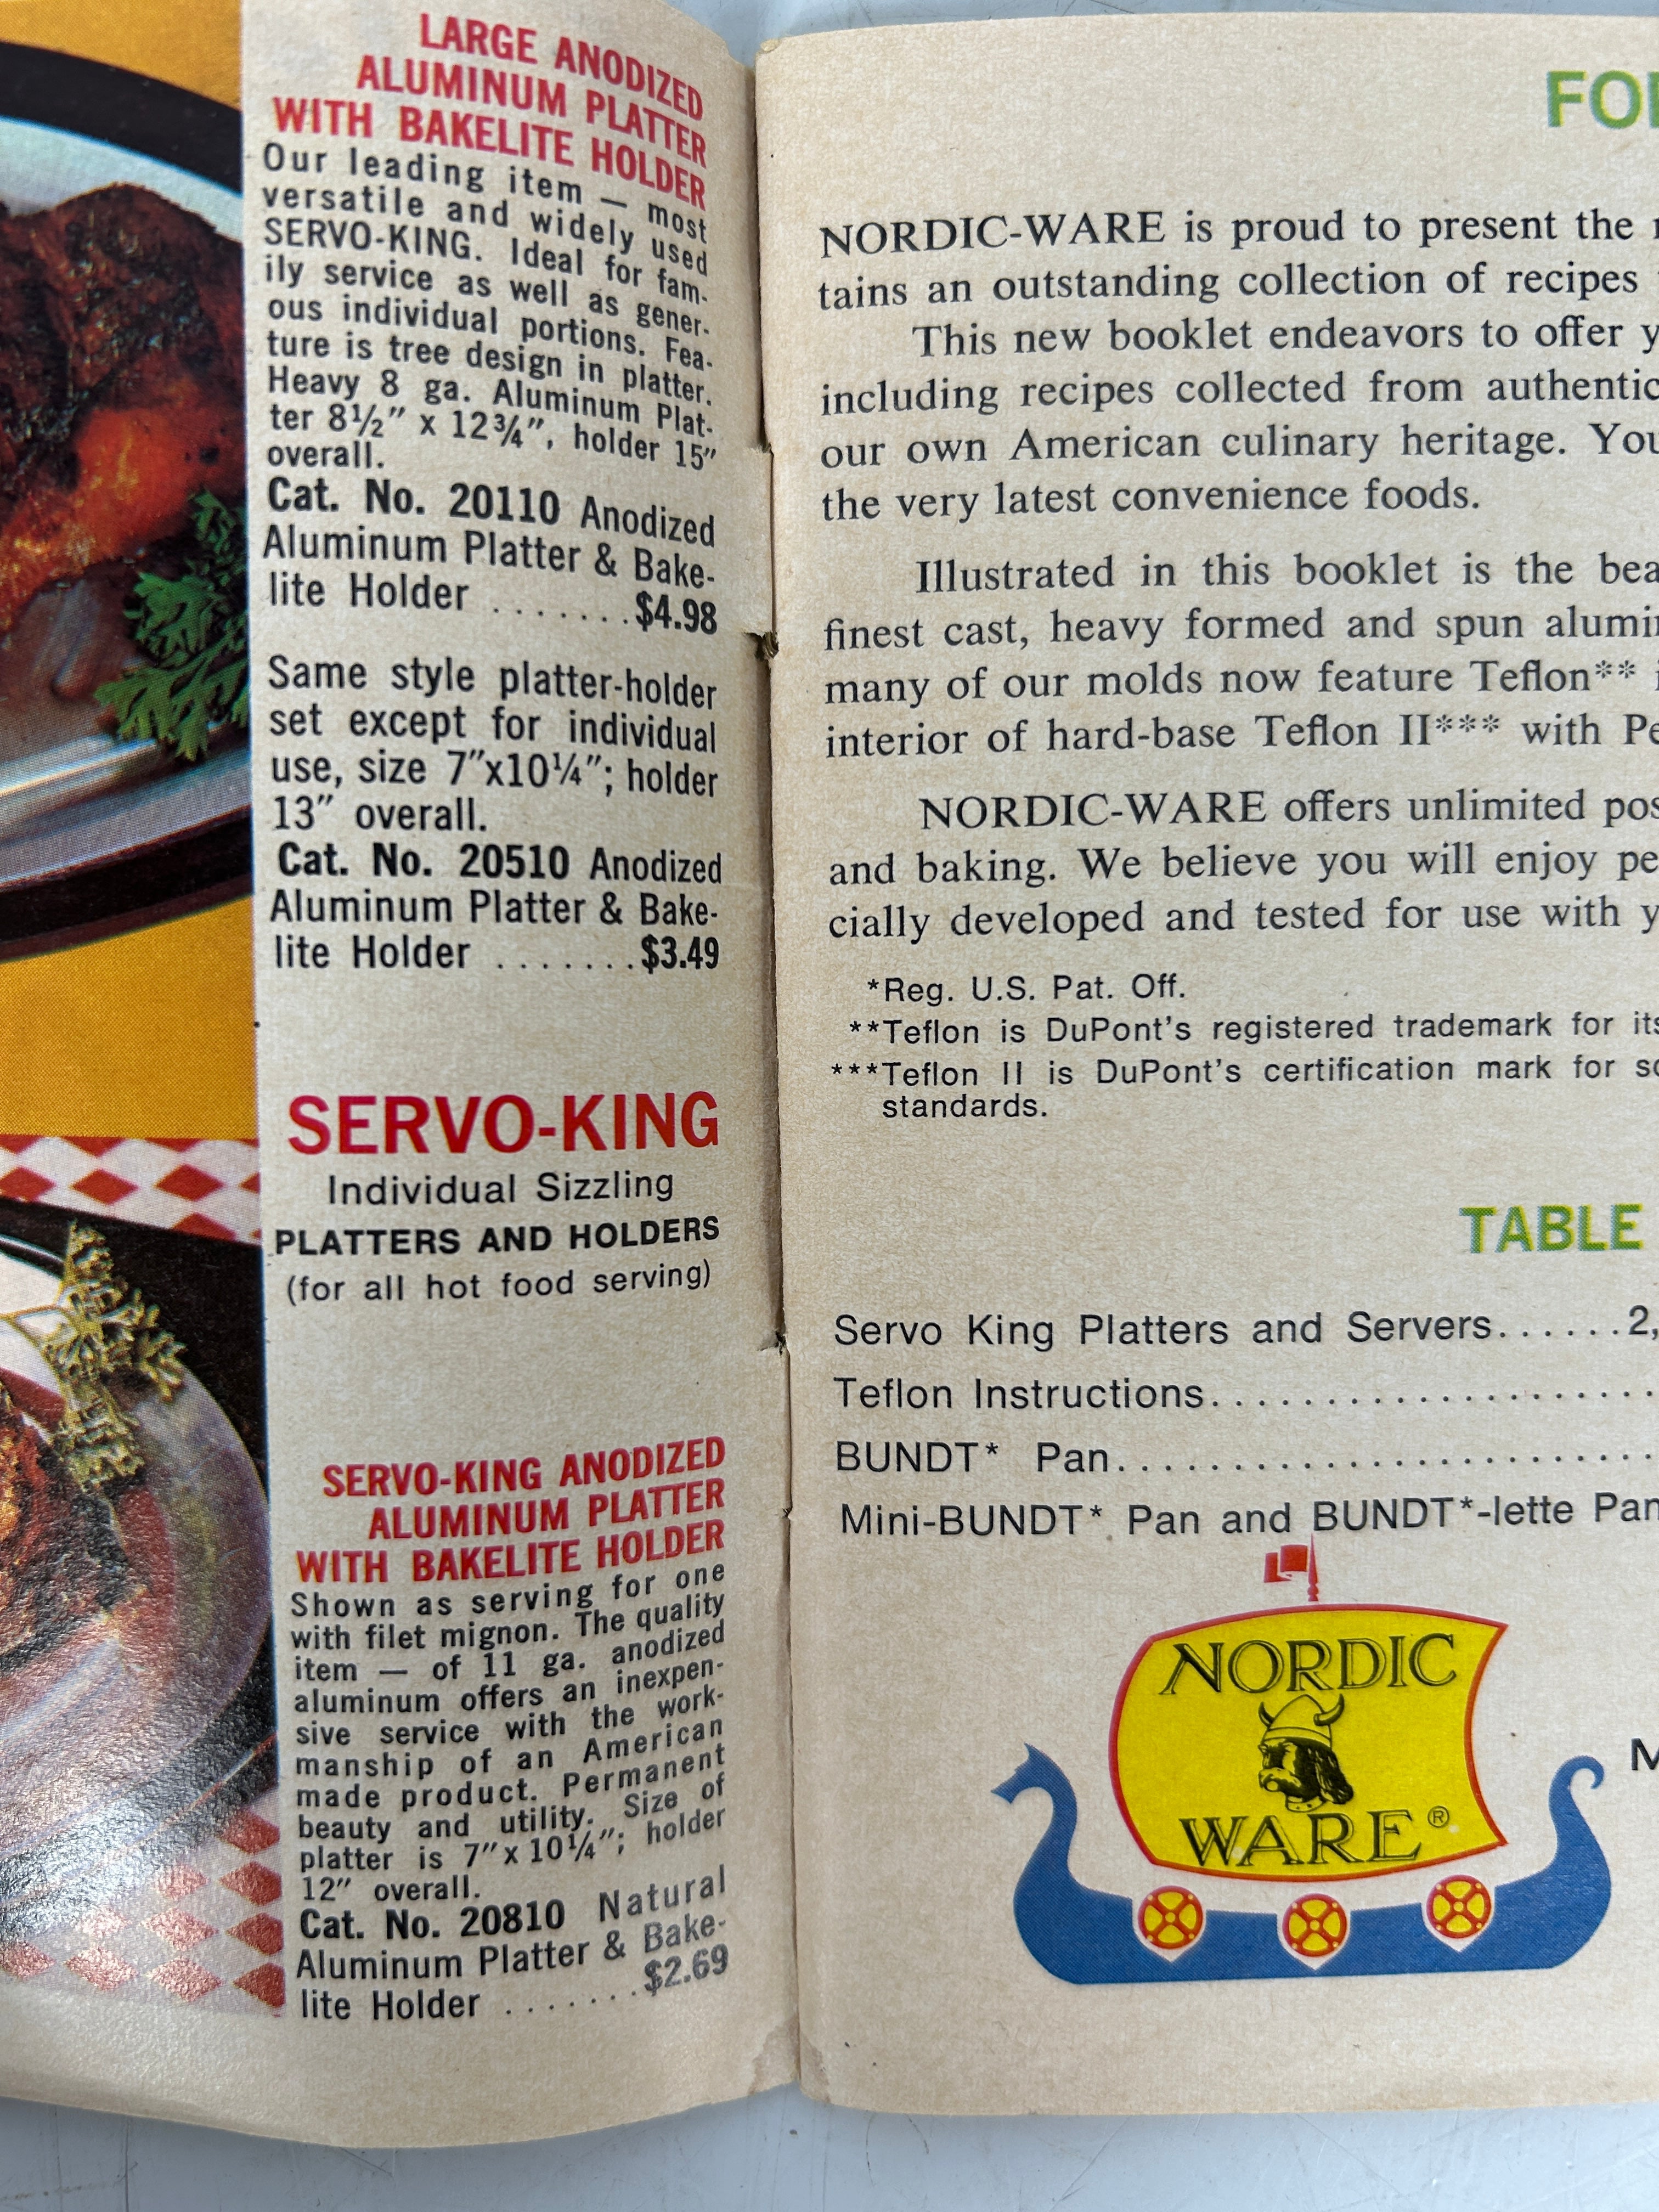 LARGE ANODIZED
ALUMINUM PLATTER
WITH BAKELITE HOLDER
Our leading item — most
versatile and widely used
SERVO-KING. Ideal for fam-
ily service as well as gener-
ous individual portions. Fea-
ture is tree design in platter.
Heavy 8 ga. Aluminum Plat-
ter 8½" x 12¾", holder 15"
overall.
Cat. No. 20110 Anodized
Aluminum Platter & Bake-
lite Holder .......$4.98
Same style platter-holder
set except for individual
use, size 7"x10¼"; holder
13" overall.
Cat. No. 20510 Anodized
Aluminum Platter & Bake-
lite Holder .......$3.49
SERVO-KING
Individual Sizzling
PLATTERS AND HOLDERS
(for all hot food serving)
SERVO-KING ANODIZED
ALUMINUM PLATTER
WITH BAKELITE HOLDER
Shown as serving for one
with filet mignon. The quality
item — of 11 ga. anodized
aluminum offers an inexpen-
sive service with the work-
manship of an American
made product. Permanent
beauty and utility. Size of
platter is 7"x 10¼"; holder
12" overall.
Cat. No. 20810 Natural
Aluminum Platter & Bake-
lite Holder .......$2.69
NORDIC-WARE is proud to present the
tains an outstanding collection of recipes
This new booklet endeavors to offer
including recipes collected from authentic
our own American culinary heritage. You
the very latest convenience foods.
Illustrated in this booklet is the
finest cast, heavy formed and spun
many of our molds now feature Teflon**
interior of hard-base Teflon II*** with
NORDIC-WARE offers unlimited
and baking. We believe you will enjoy
cially developed and tested for use with
*Reg. U.S. Pat. Off.
**Teflon is DuPont's registered trademark for its
***Teflon II is DuPont's certification mark for
standards.
TABLE
Servo King Platters and Servers......2,
Teflon Instructions.....................
BUNDT* Pan..........................
Mini-BUNDT* Pan and BUNDT*-lette Pan
NORDIC
WARE®